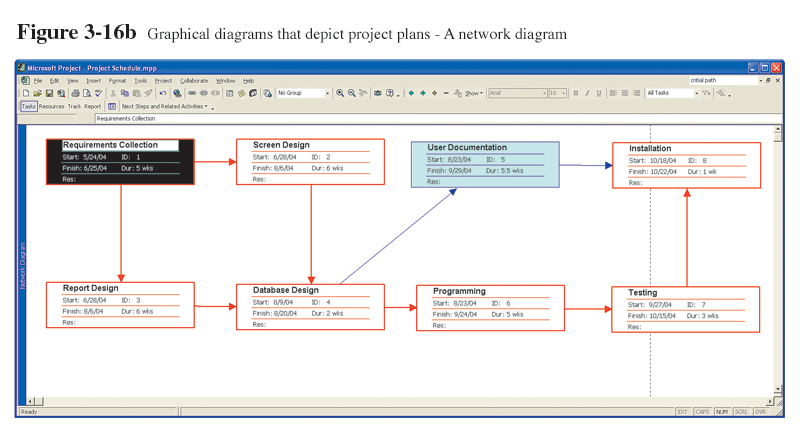 Figure 3-16b Graphical diagrams that depict project plans - A network diagram
Microsoft Project - Project Schedule.mpp
File Edit View Insert Format Tools Project Collaborate Window Help
critial path
No Group
Show
Arial
16
B I U
All Tasks
Tasks Resources Track Report Next Steps and Related Activities
Requirements Collection
Requirements Collection
Start: 5/24/04 ID: 1
Finish: 6/25/04 Dur: 5 wks
Res:
Screen Design
Start: 6/28/04 ID: 2
Finish: 8/6/04 Dur: 6 wks
Res:
User Documentation
Start: 8/23/04 ID: 5
Finish: 9/29/04 Dur: 5.5 wks
Res:
Installation
Start: 10/18/04 ID: 8
Finish: 10/22/04 Dur: 1 wk
Res:
Network Diagram
Report Design
Start: 6/28/04 ID: 3
Finish: 8/6/04 Dur: 6 wks
Res:
Database Design
Start: 8/9/04 ID: 4
Finish: 8/20/04 Dur: 2 wks
Res:
Programming
Start: 8/23/04 ID: 6
Finish: 9/24/04 Dur: 5 wks
Res:
Testing
Start: 9/27/04 ID: 7
Finish: 10/15/04 Dur: 3 wks
Res:
Ready
EXT CAPS NUM SCRL OVR